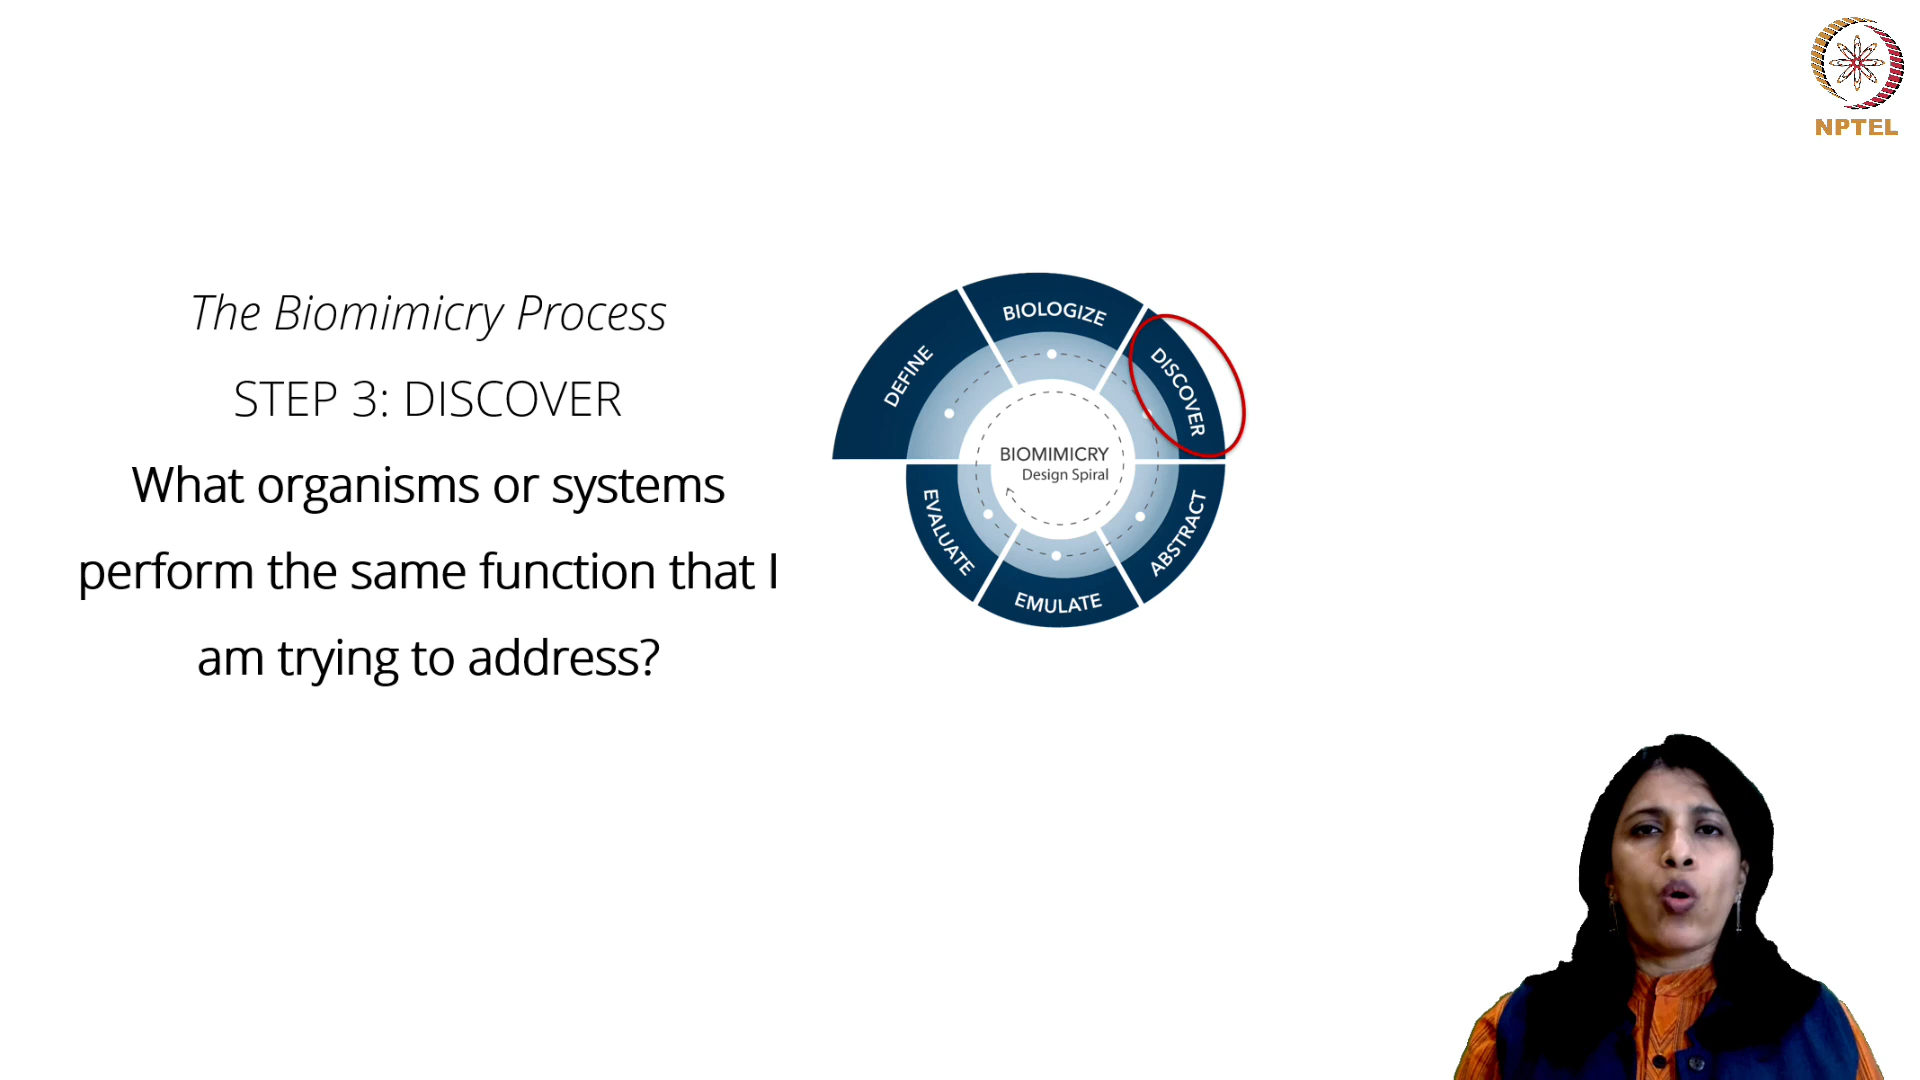 NPTEL
The Biomimicry Process
STEP 3: DISCOVER
What organisms or systems
perform the same function that I
am trying to address?
DEFINE
BIOLOGIZE
DISCOVER
ABSTRACT
EMULATE
EVALUATE
BIOMIMICRY
Design Spiral